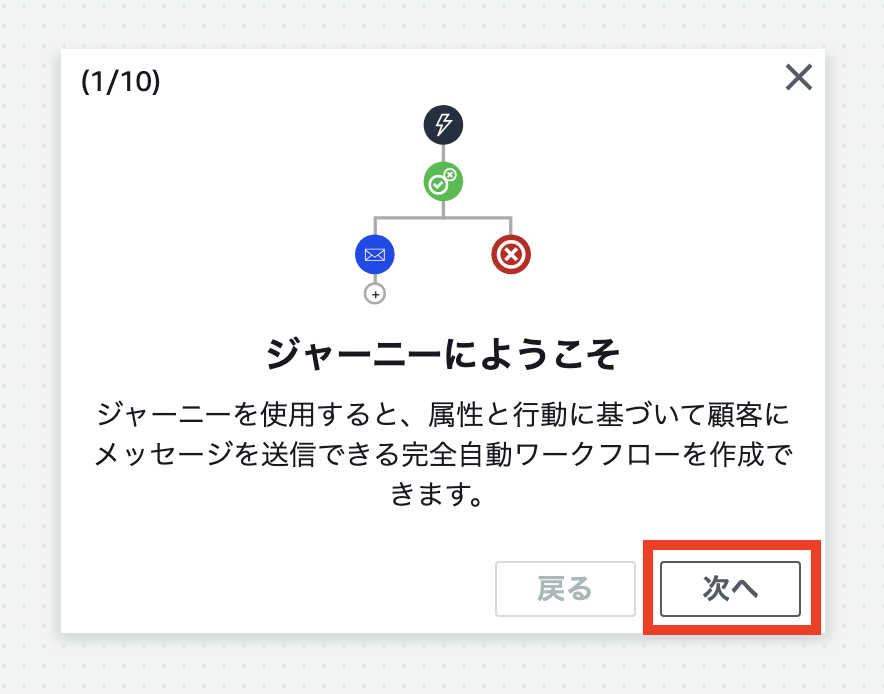 (1/10)
ジャーニーにようこそ
ジャーニーを使用すると、属性と行動に基づいて顧客に
メッセージを送信できる完全自動ワークフローを作成で
きます。
戻る
次へ